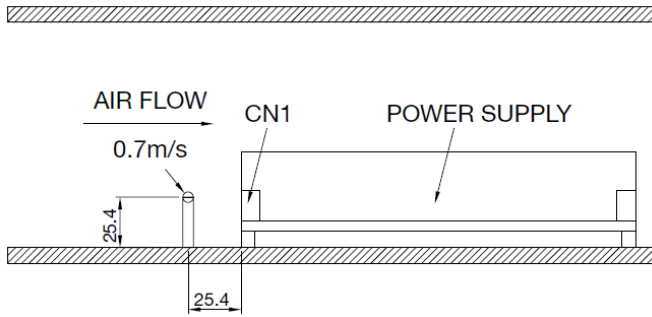 AIR FLOW
CN1
POWER SUPPLY
0.7m/s
25.4
25.4